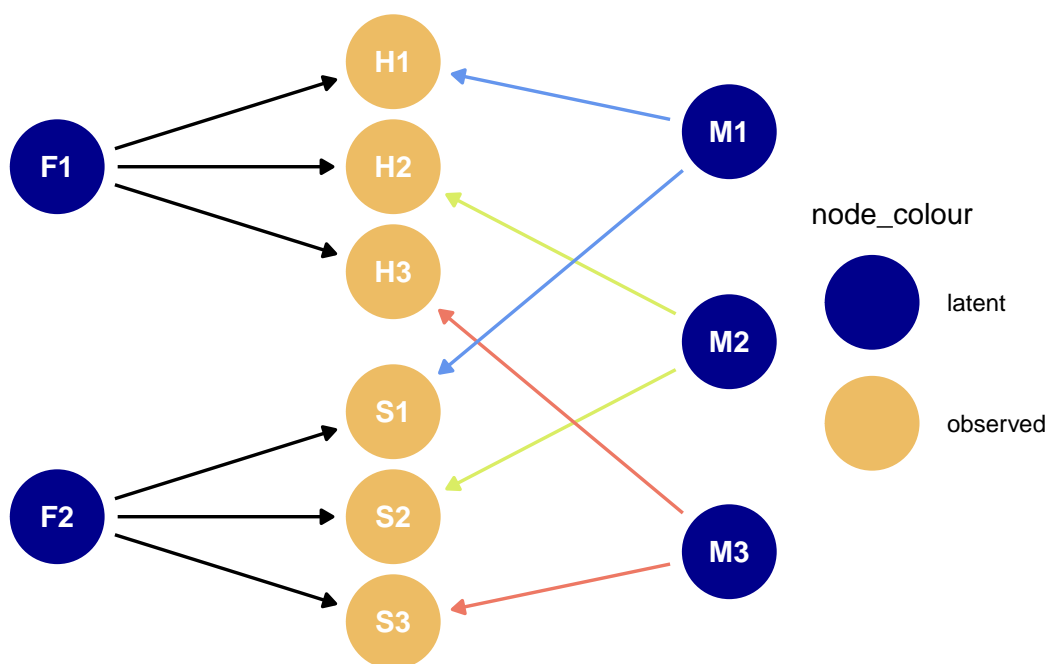 H1
M1
F1
H2
node_colour
H3
latent
M2
S1
observed
F2
S2
M3
S3